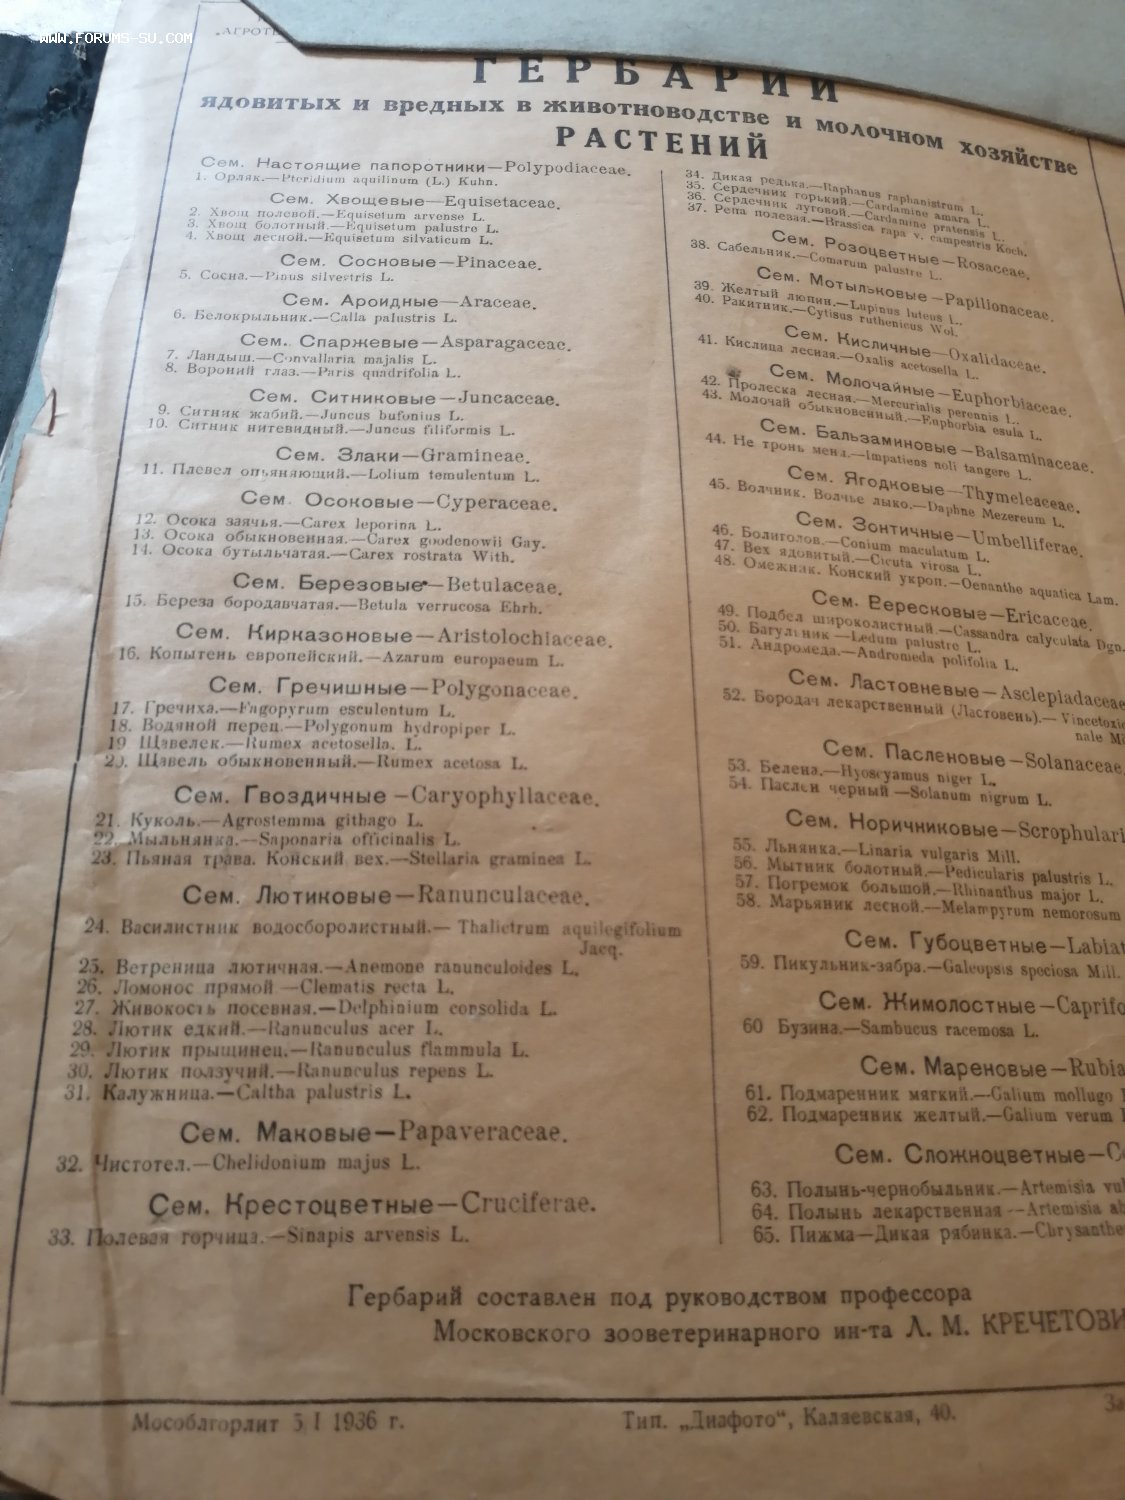 WWW.FORUMS-SU.COM
ГЕРБАРИЙ
ядовитых и вредных в животноводстве и молочном хозяйстве
РАСТЕНИЙ
Сем. Настоящие папоротники—Polypodiaceae.
1. Орляк.—Pteridium aquilinum (L.) Kuhn.
Сем. Хвощевые—Equisetaceae.
2. Хвощ полевой.—Equisetum arvense L.
3. Хвощ болотный.—Equisetum palustre L.
4. Хвощ лесной.—Equisetum silvaticum L.
Сем. Сосновые—Pinaceae.
5. Сосна.—Pinus silvestris L.
Сем. Ароидные—Araceae.
6. Белокрыльник.—Calla palustris L.
Сем. Спаржевые—Asparagaceae.
7. Ландыш.—Convallaria majalis L.
8. Вороний глаз.—Paris quadrifolia L.
Сем. Ситниковые—Juncaceae.
9. Ситник жабий.—Juncus bufonius L.
10. Ситник нитевидный.—Juncus filiformis L.
Сем. Злаки—Gramineae.
11. Плевел опьяняющий.—Lolium temulentum L.
Сем. Осоковые—Cyperaceae.
12. Осока заячья.—Carex leporina L.
13. Осока обыкновенная.—Carex goodenowii Gay.
14. Осока бутыльчатая.—Carex rostrata With.
Сем. Березовые—Betulaceae.
15. Береза бородавчатая.—Betula verrucosa Ehrh.
Сем. Кирказоновые—Aristolochiaceae.
16. Копытень европейский.—Azarum europaeum L.
Сем. Гречишные—Polygonaceae.
17. Гречиха.—Fagopyrum esculentum L.
18. Водяной перец.—Polygonum hydropiper L.
19 Щавелек.—Rumex acetosella. L.
20. Щавель обыкновенный.—Rumex acetosa L.
Сем. Гвоздичные—Caryophyllaceae.
21. Куколь.—Agrostemma githago L.
22. Мыльнянка.—Saponaria officinalis L.
23. Пьяная трава. Конский вех.—Stellaria graminea L.
Сем. Лютиковые—Ranunculaceae.
24. Василистник водосборолистный.—Thalictrum aquilegifolium
Jacq.
25. Ветреница лютичная.—Anemone ranunculoides L.
26. Ломонос прямой—Clematis recta L.
27. Живокость посевная.—Delphinium consolida L.
28. Лютик едкий.—Ranunculus acer L.
29. Лютик прыщинец.—Ranunculus flammula L.
30. Лютик ползучий.—Ranunculus repens L.
31. Калужница.—Caltha palustris L.
Сем. Маковые—Papaveraceae.
32. Чистотел.—Chelidonium majus L.
Сем. Крестоцветные—Cruciferae.
33. Полевая горчица.—Sinapis arvensis L.
34. Дикая редька.—Raphanus raphanistrum L.
35. Сердечник горький.—Cardamine amara L.
36. Сердечник луговой.—Cardamine pratensis L.
37. Репа полевая.—Brassica rapa v. campestris Koch.
Сем. Розоцветные—Rosaceae.
38. Сабельник.—Comarum palustre L.
Сем. Мотыльковые—Papilionaceae.
39. Желтый люпин.—Lupinus luteus L.
40. Ракитник.—Cytisus ruthenicus Wol.
Сем. Кисличные—Oxalidaceae.
41. Кислица лесная.—Oxalis acetosella L.
Сем. Молочайные—Euphorbiaceae.
42. Пролеска лесная.—Mercurialis perennis L.
43. Молочай обыкновенный.—Euphorbia esula L.
Сем. Бальзаминовые—Balsaminaceae.
44. Не тронь меня.—Impatiens noli tangere L.
Сем. Ягодковые—Thymeleaceae.
45. Волчник. Волчье лыко.—Daphne Mezereum L.
Сем. Зонтичные—Umbelliferae.
46. Болиголов.—Conium maculatum L.
47. Вех ядовитый.—Cicuta virosa L.
48. Омежник. Конский укроп.—Oenanthe aquatica Lam.
Сем. Вересковые—Ericaceae.
49. Подбел широколистный.—Cassandra calyculata Dgn.
50. Багульник—Ledum palustre L.
51. Андромеда.—Andromeda polifolia L.
Сем. Ластовневые—Asclepiadaceae
52. Бородач лекарственный (Ластовень).—Vincetoxic
nale M
Сем. Пасленовые—Solanaceae.
53. Белена.—Hyoscyamus niger L.
54. Паслен черный—Solanum nigrum L.
Сем. Норичниковые—Scrophulari
55. Льнянка.—Linaria vulgaris Mill.
56. Мытник болотный.—Pedicularis palustris L.
57. Погремок большой.—Rhinanthus major L.
58. Марьяник лесной.—Melampyrum nemorosum
Сем. Губоцветные—Labiat
59. Пикульник-зябра.—Galeopsis speciosa Mill.
Сем. Жимолостные—Caprifo
60 Бузина.—Sambucus racemosa L.
Сем. Мареновые—Rubia
61. Подмаренник мягкий.—Galium mollugo
62. Подмаренник желтый.—Galium verum
Сем. Сложноцветные—C
63. Полынь-чернобыльник.—Artemisia vu
64. Полынь лекарственная—Artemisia ab
65. Пижма—Дикая рябинка.—Chrysanthe
Гербарий составлен под руководством профессора
Московского зооветеринарного ин-та Л. М. КРЕЧЕТОВИ
Мособлгорлит 5 I 1936 г.
Тип. „Диафото“, Каляевская, 40.